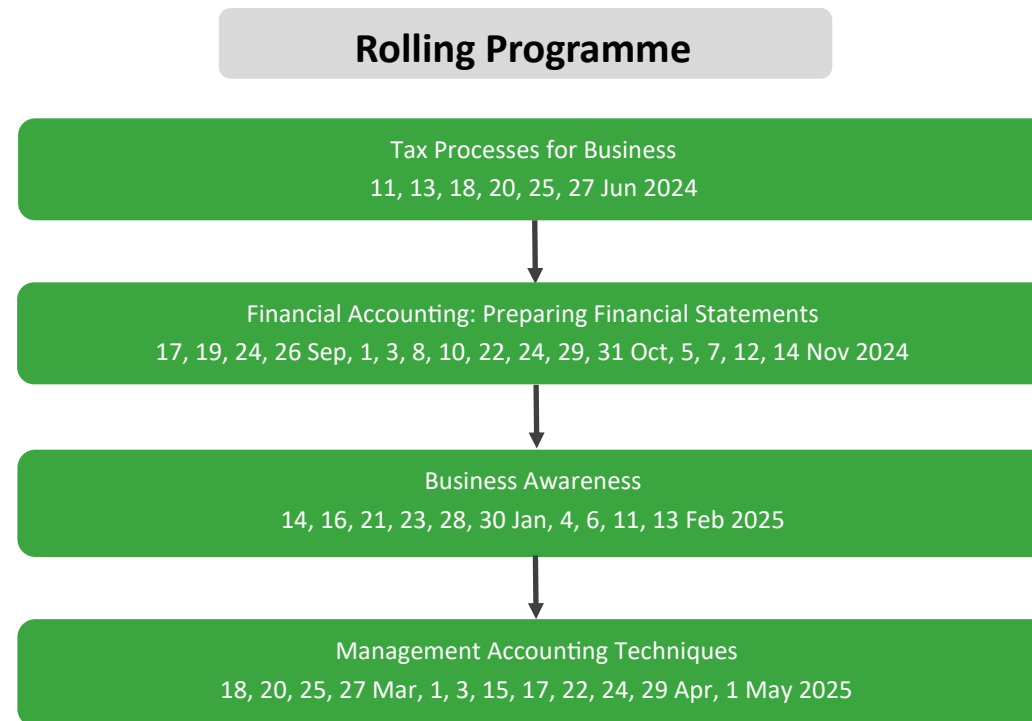 Rolling Programme
Tax Processes for Business
11, 13, 18, 20, 25, 27 Jun 2024
Financial Accounting: Preparing Financial Statements
17, 19, 24, 26 Sep, 1, 3, 8, 10, 22, 24, 29, 31 Oct, 5, 7, 12, 14 Nov 2024
Business Awareness
14, 16, 21, 23, 28, 30 Jan, 4, 6, 11, 13 Feb 2025
Management Accounting Techniques
18, 20, 25, 27 Mar, 1, 3, 15, 17, 22, 24, 29 Apr, 1 May 2025